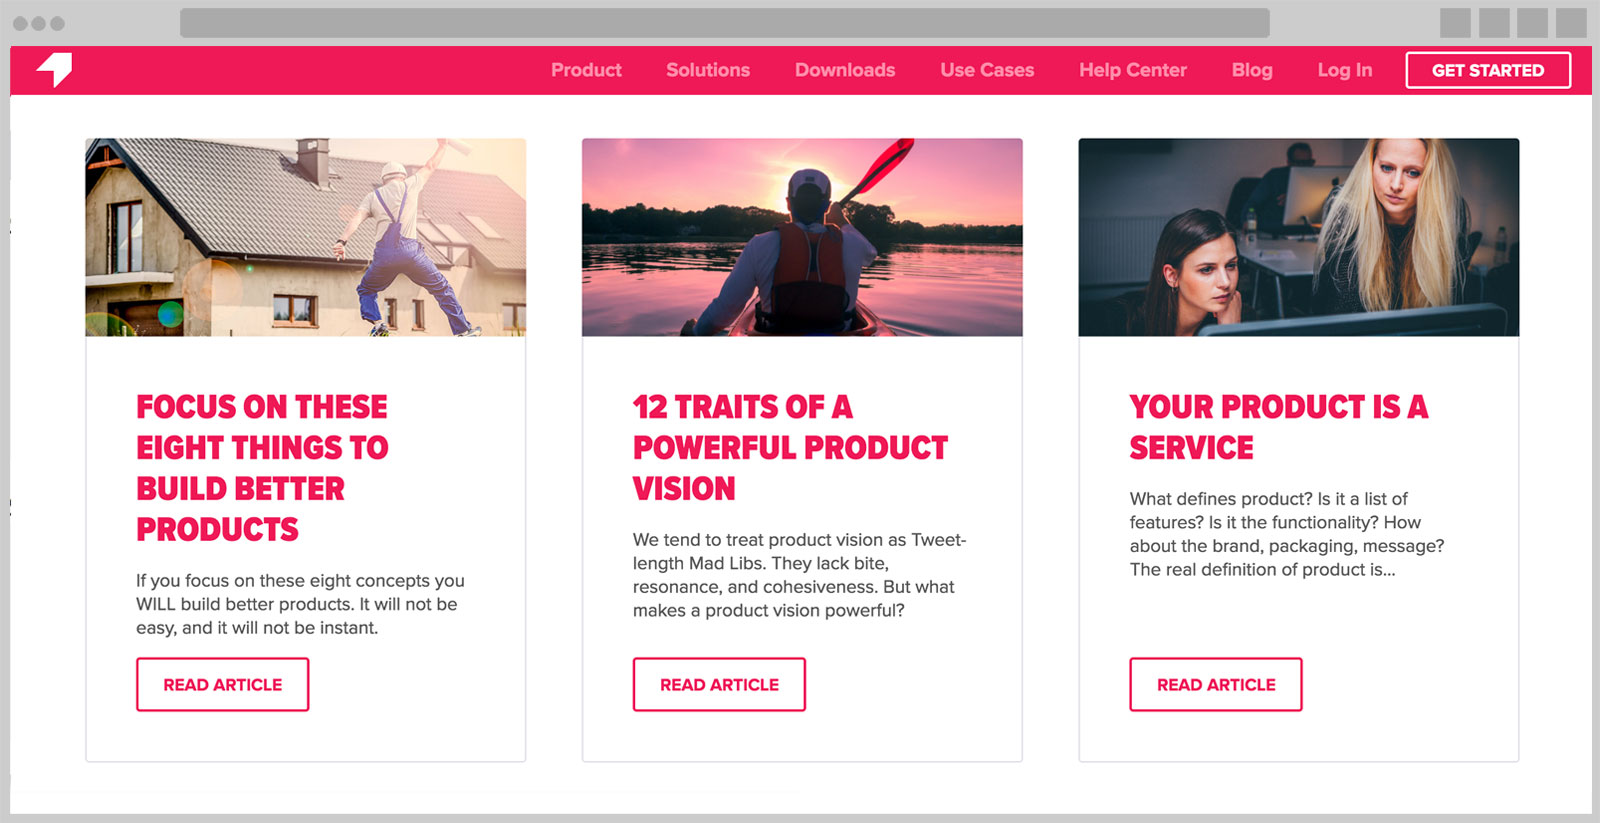 Product Solutions Downloads Use Cases Help Center Blog Log In GET STARTED
FOCUS ON THESE
EIGHT THINGS TO
BUILD BETTER
PRODUCTS
If you focus on these eight concepts you
WILL build better products. It will not be
easy, and it will not be instant.
READ ARTICLE
12 TRAITS OF A
POWERFUL PRODUCT
VISION
We tend to treat product vision as Tweet-
length Mad Libs. They lack bite,
resonance, and cohesiveness. But what
makes a product vision powerful?
READ ARTICLE
YOUR PRODUCT IS A
SERVICE
What defines product? Is it a list of
features? Is it the functionality? How
about the brand, packaging, message?
The real definition of product is...
READ ARTICLE